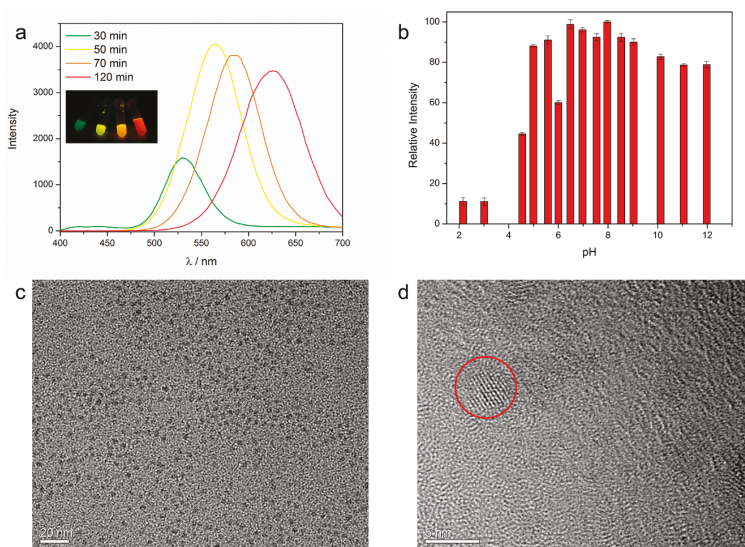 a
30 min
50 min
70 min
120 min
Intensity
4000
3000
2000
1000
0
400 450 500 550 600 650 700
λ / nm
b
Relative Intensity
100
80
60
40
20
0
2 4 6 8 10 12
pH
c
20 nm
d
5 nm